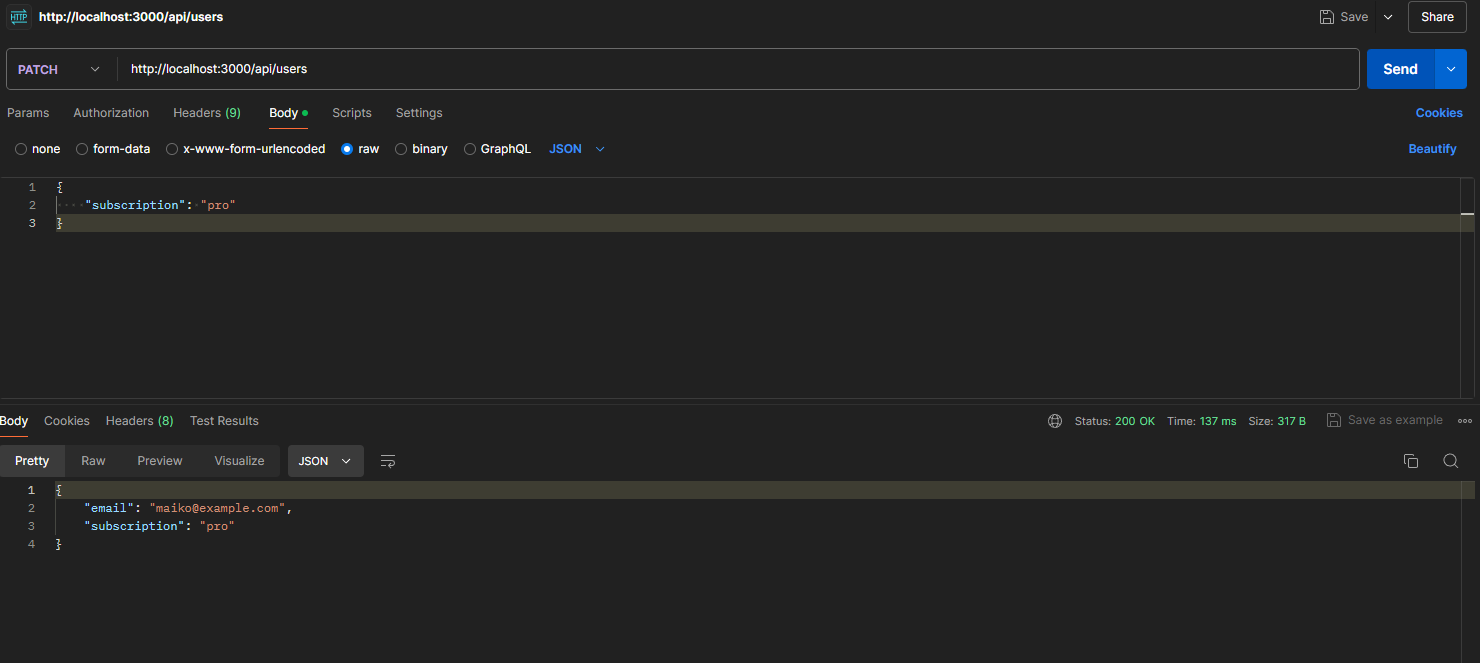 HTTP http://localhost:3000/api/users Save Share
PATCH http://localhost:3000/api/users Send
Params Authorization Headers (9) Body Scripts Settings Cookies
none form-data x-www-form-urlencoded raw binary GraphQL JSON Beautify
1 {
2 "subscription": "pro"
3 }
Body Cookies Headers (8) Test Results Status: 200 OK Time: 137 ms Size: 317 B Save as example
Pretty Raw Preview Visualize JSON
1 {
2 "email": "maiko@example.com",
3 "subscription": "pro"
4 }